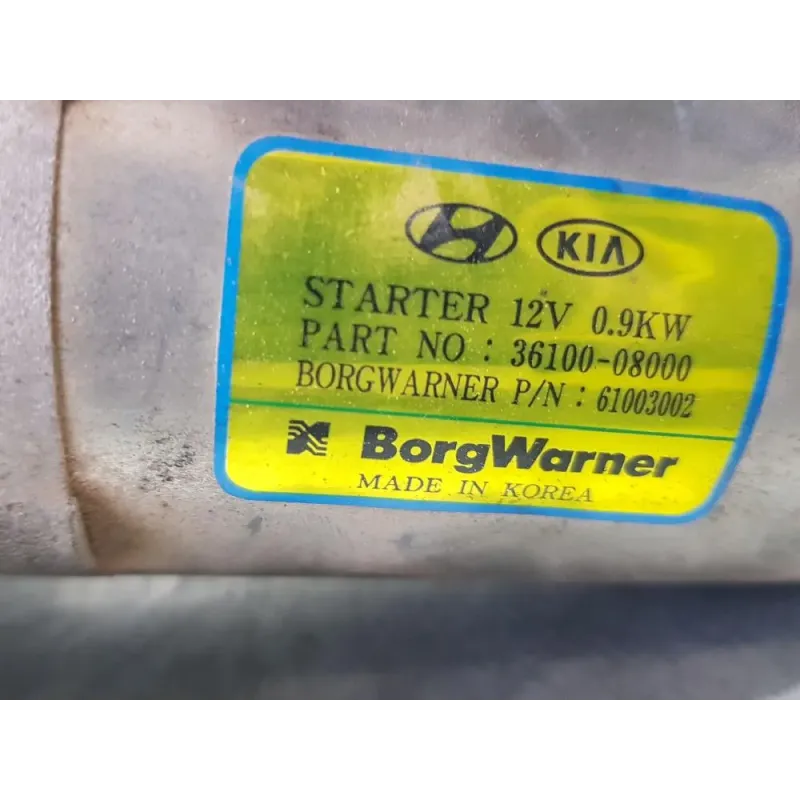 KIA
STARTER 12V 0.9KW
PART NO : 36100-08000
BORGWARNER P/N : 61003002
BorgWarner
MADE IN KOREA